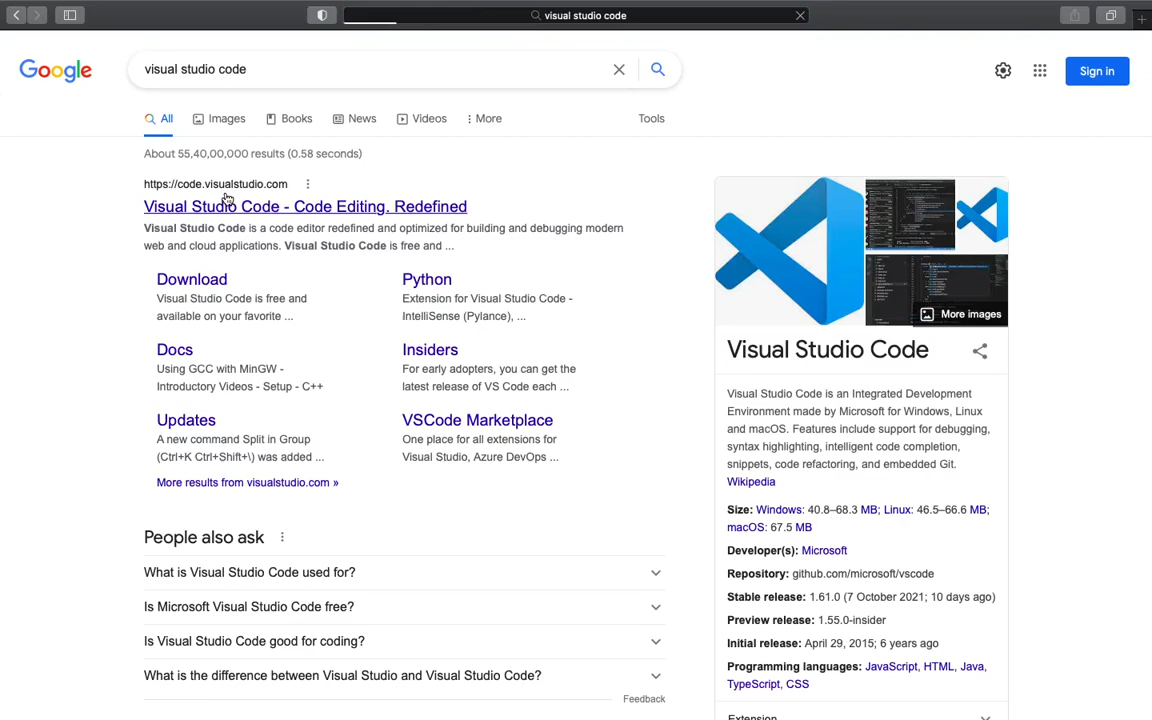 visual studio code
Google
visual studio code
Sign in
All
Images
Books
News
Videos
More
Tools
About 55,40,00,000 results (0.58 seconds)
https://code.visualstudio.com
Visual Studio Code - Code Editing. Redefined
Visual Studio Code is a code editor redefined and optimized for building and debugging modern
web and cloud applications. Visual Studio Code is free and ...
Download
Visual Studio Code is free and
available on your favorite ...
Python
Extension for Visual Studio Code -
IntelliSense (Pylance), ...
Docs
Using GCC with MinGW -
Introductory Videos - Setup - C++
Insiders
For early adopters, you can get the
latest release of VS Code each ...
Updates
A new command Split in Group
(Ctrl+K Ctrl+Shift+\) was added ...
VSCode Marketplace
One place for all extensions for
Visual Studio, Azure DevOps ...
More results from visualstudio.com »
People also ask
What is Visual Studio Code used for?
Is Microsoft Visual Studio Code free?
Is Visual Studio Code good for coding?
What is the difference between Visual Studio and Visual Studio Code?
Feedback
More images
Visual Studio Code
Visual Studio Code is an Integrated Development
Environment made by Microsoft for Windows, Linux
and macOS. Features include support for debugging,
syntax highlighting, intelligent code completion,
snippets, code refactoring, and embedded Git.
Wikipedia
Size: Windows: 40.8–68.3 MB; Linux: 46.5–66.6 MB;
macOS: 67.5 MB
Developer(s): Microsoft
Repository: github.com/microsoft/vscode
Stable release: 1.61.0 (7 October 2021; 10 days ago)
Preview release: 1.55.0-insider
Initial release: April 29, 2015; 6 years ago
Programming languages: JavaScript, HTML, Java,
TypeScript, CSS
Extension